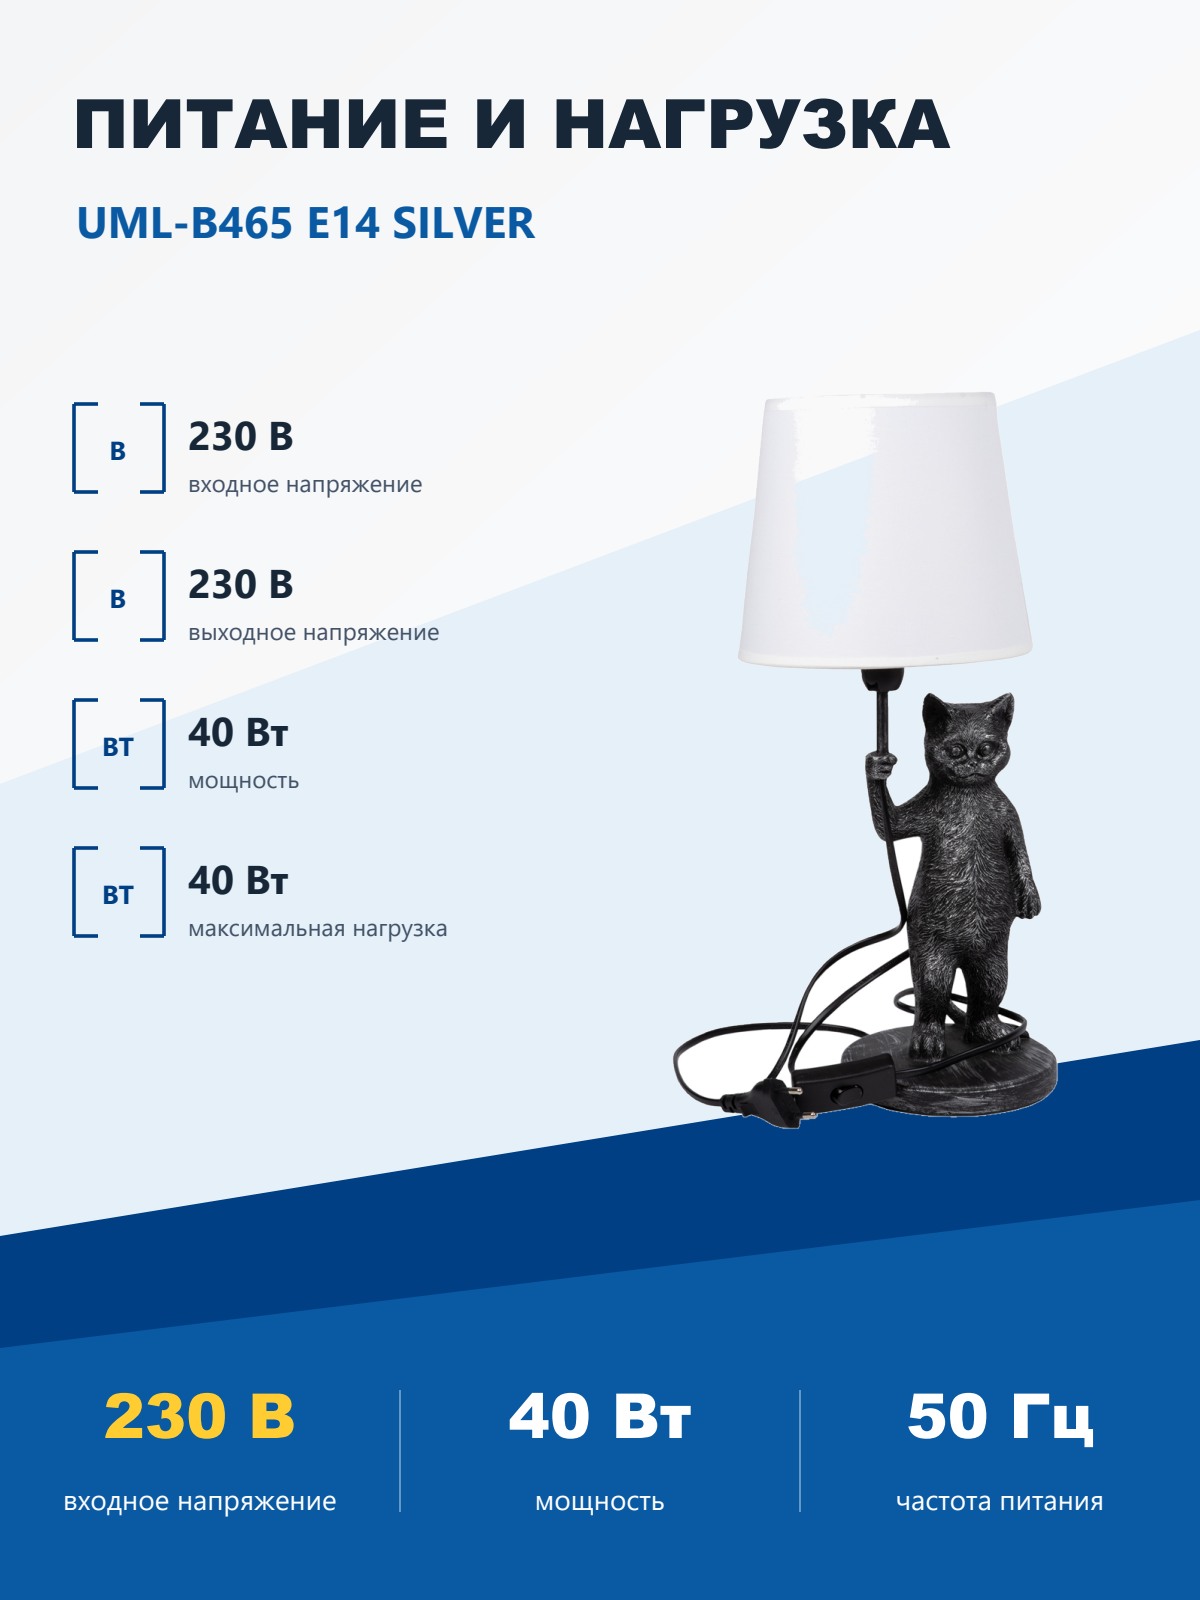 ПИТАНИЕ И НАГРУЗКА
UML-B465 E14 SILVER
В
230 В
входное напряжение
В
230 В
выходное напряжение
ВТ
40 Вт
мощность
ВТ
40 Вт
максимальная нагрузка
230 В
40 Вт
50 Гц
входное напряжение
мощность
частота питания